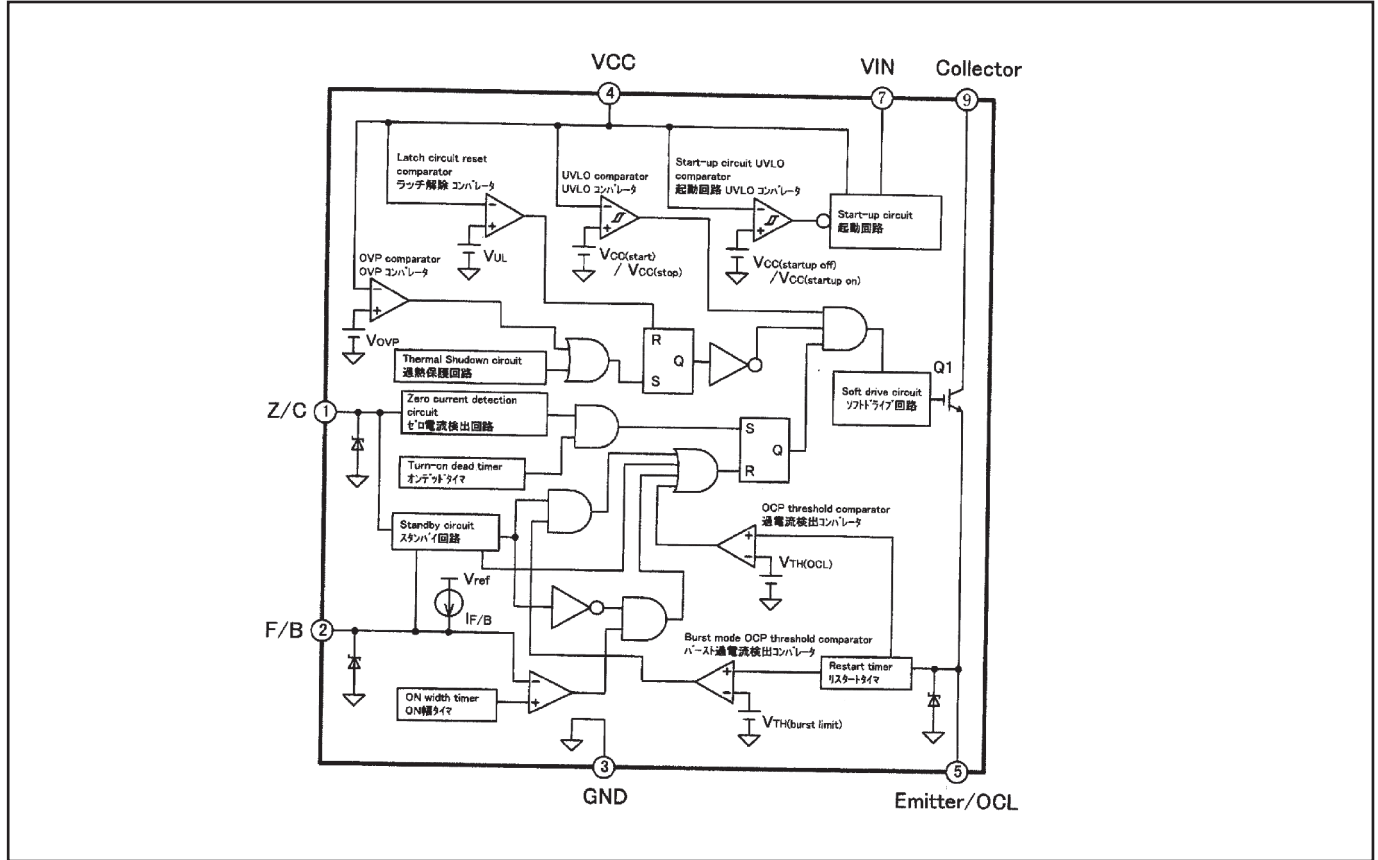 VCC
VIN
Collector
4
7
9
Latch circuit reset
comparator
ラッチ解除 コンパレータ
UVLO comparator
UVLO コンパレータ
Start-up circuit UVLO
comparator
起動回路 UVLO コンパレータ
Start-up circuit
起動回路
−
+
−
+
−
+
VUL
VCC(start)
/ VCC(stop)
VCC(startup off)
/VCC(startup on)
OVP comparator
OVP コンパレータ
−
+
VOVP
Thermal Shudown circuit
過熱保護回路
R
S
Q
Q1
Soft drive circuit
ソフトドライブ回路
Z/C
1
Zero current detection
circuit
ゼロ電流検出回路
S
Q
R
Turn-on dead timer
オンデッドタイマ
OCP threshold comparator
過電流検出コンパレータ
+
−
VTH(OCL)
Standby circuit
スタンバイ回路
Vref
IF/B
F/B
2
Burst mode OCP threshold comparator
バースト過電流検出コンパレータ
+
−
Restart timer
リスタートタイマ
−
+
ON width timer
ON幅タイマ
VTH(burst limit)
3
GND
5
Emitter/OCL